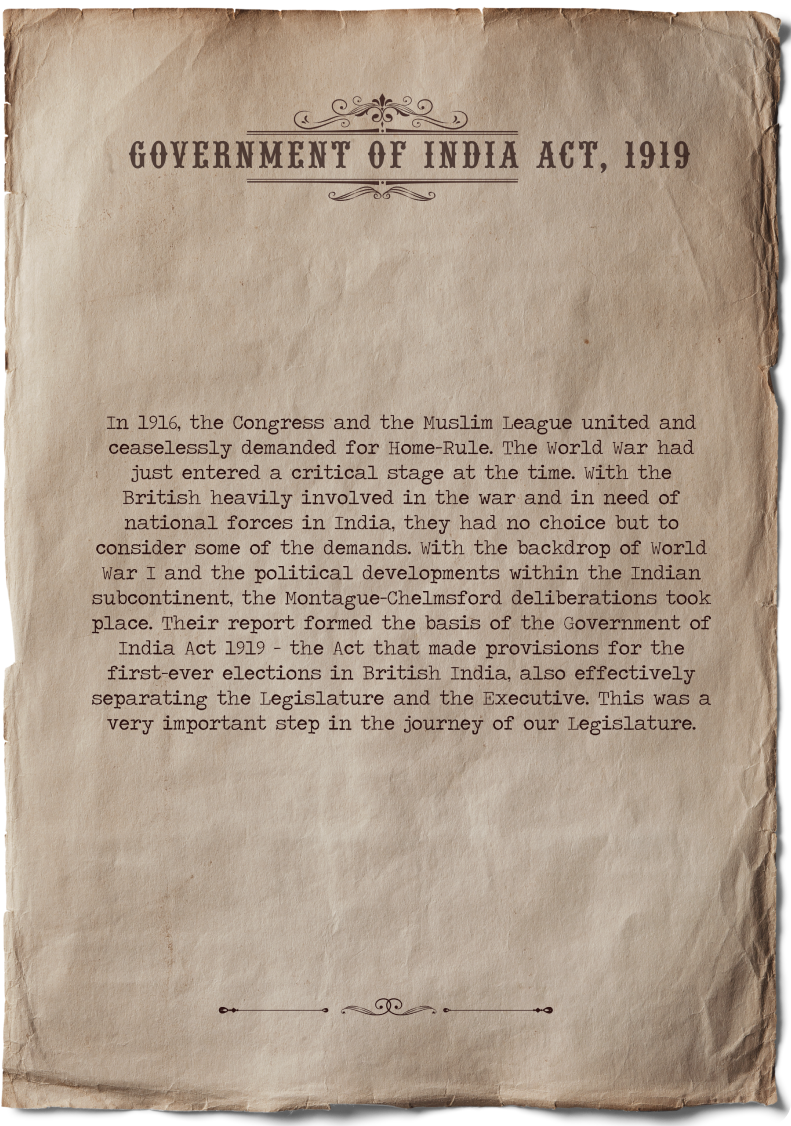 GOVERNMENT OF INDIA ACT, 1919
In 1916, the Congress and the Muslim League united and
ceaselessly demanded for Home-Rule. The World War had
just entered a critical stage at the time. With the
British heavily involved in the war and in need of
national forces in India, they had no choice but to
consider some of the demands. With the backdrop of World
War I and the political developments within the Indian
subcontinent, the Montague-Chelmsford deliberations took
place. Their report formed the basis of the Government of
India Act 1919 - the Act that made provisions for the
first-ever elections in British India, also effectively
separating the Legislature and the Executive. This was a
very important step in the journey of our Legislature.